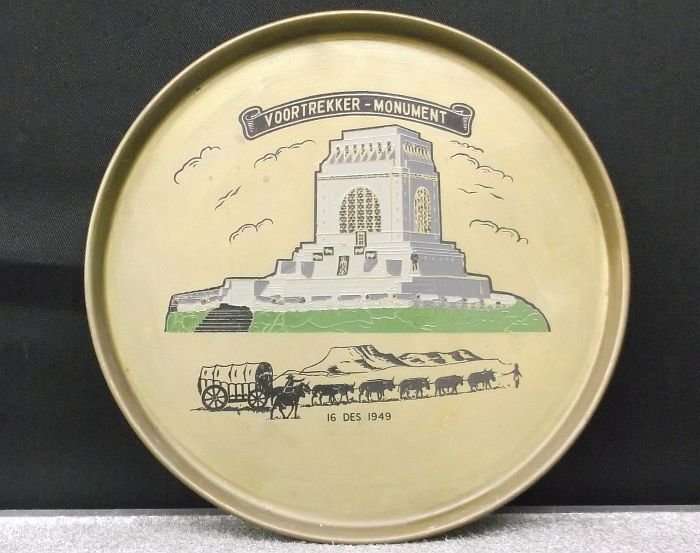 VOORTREKKER - MONUMENT
16 DES 1949